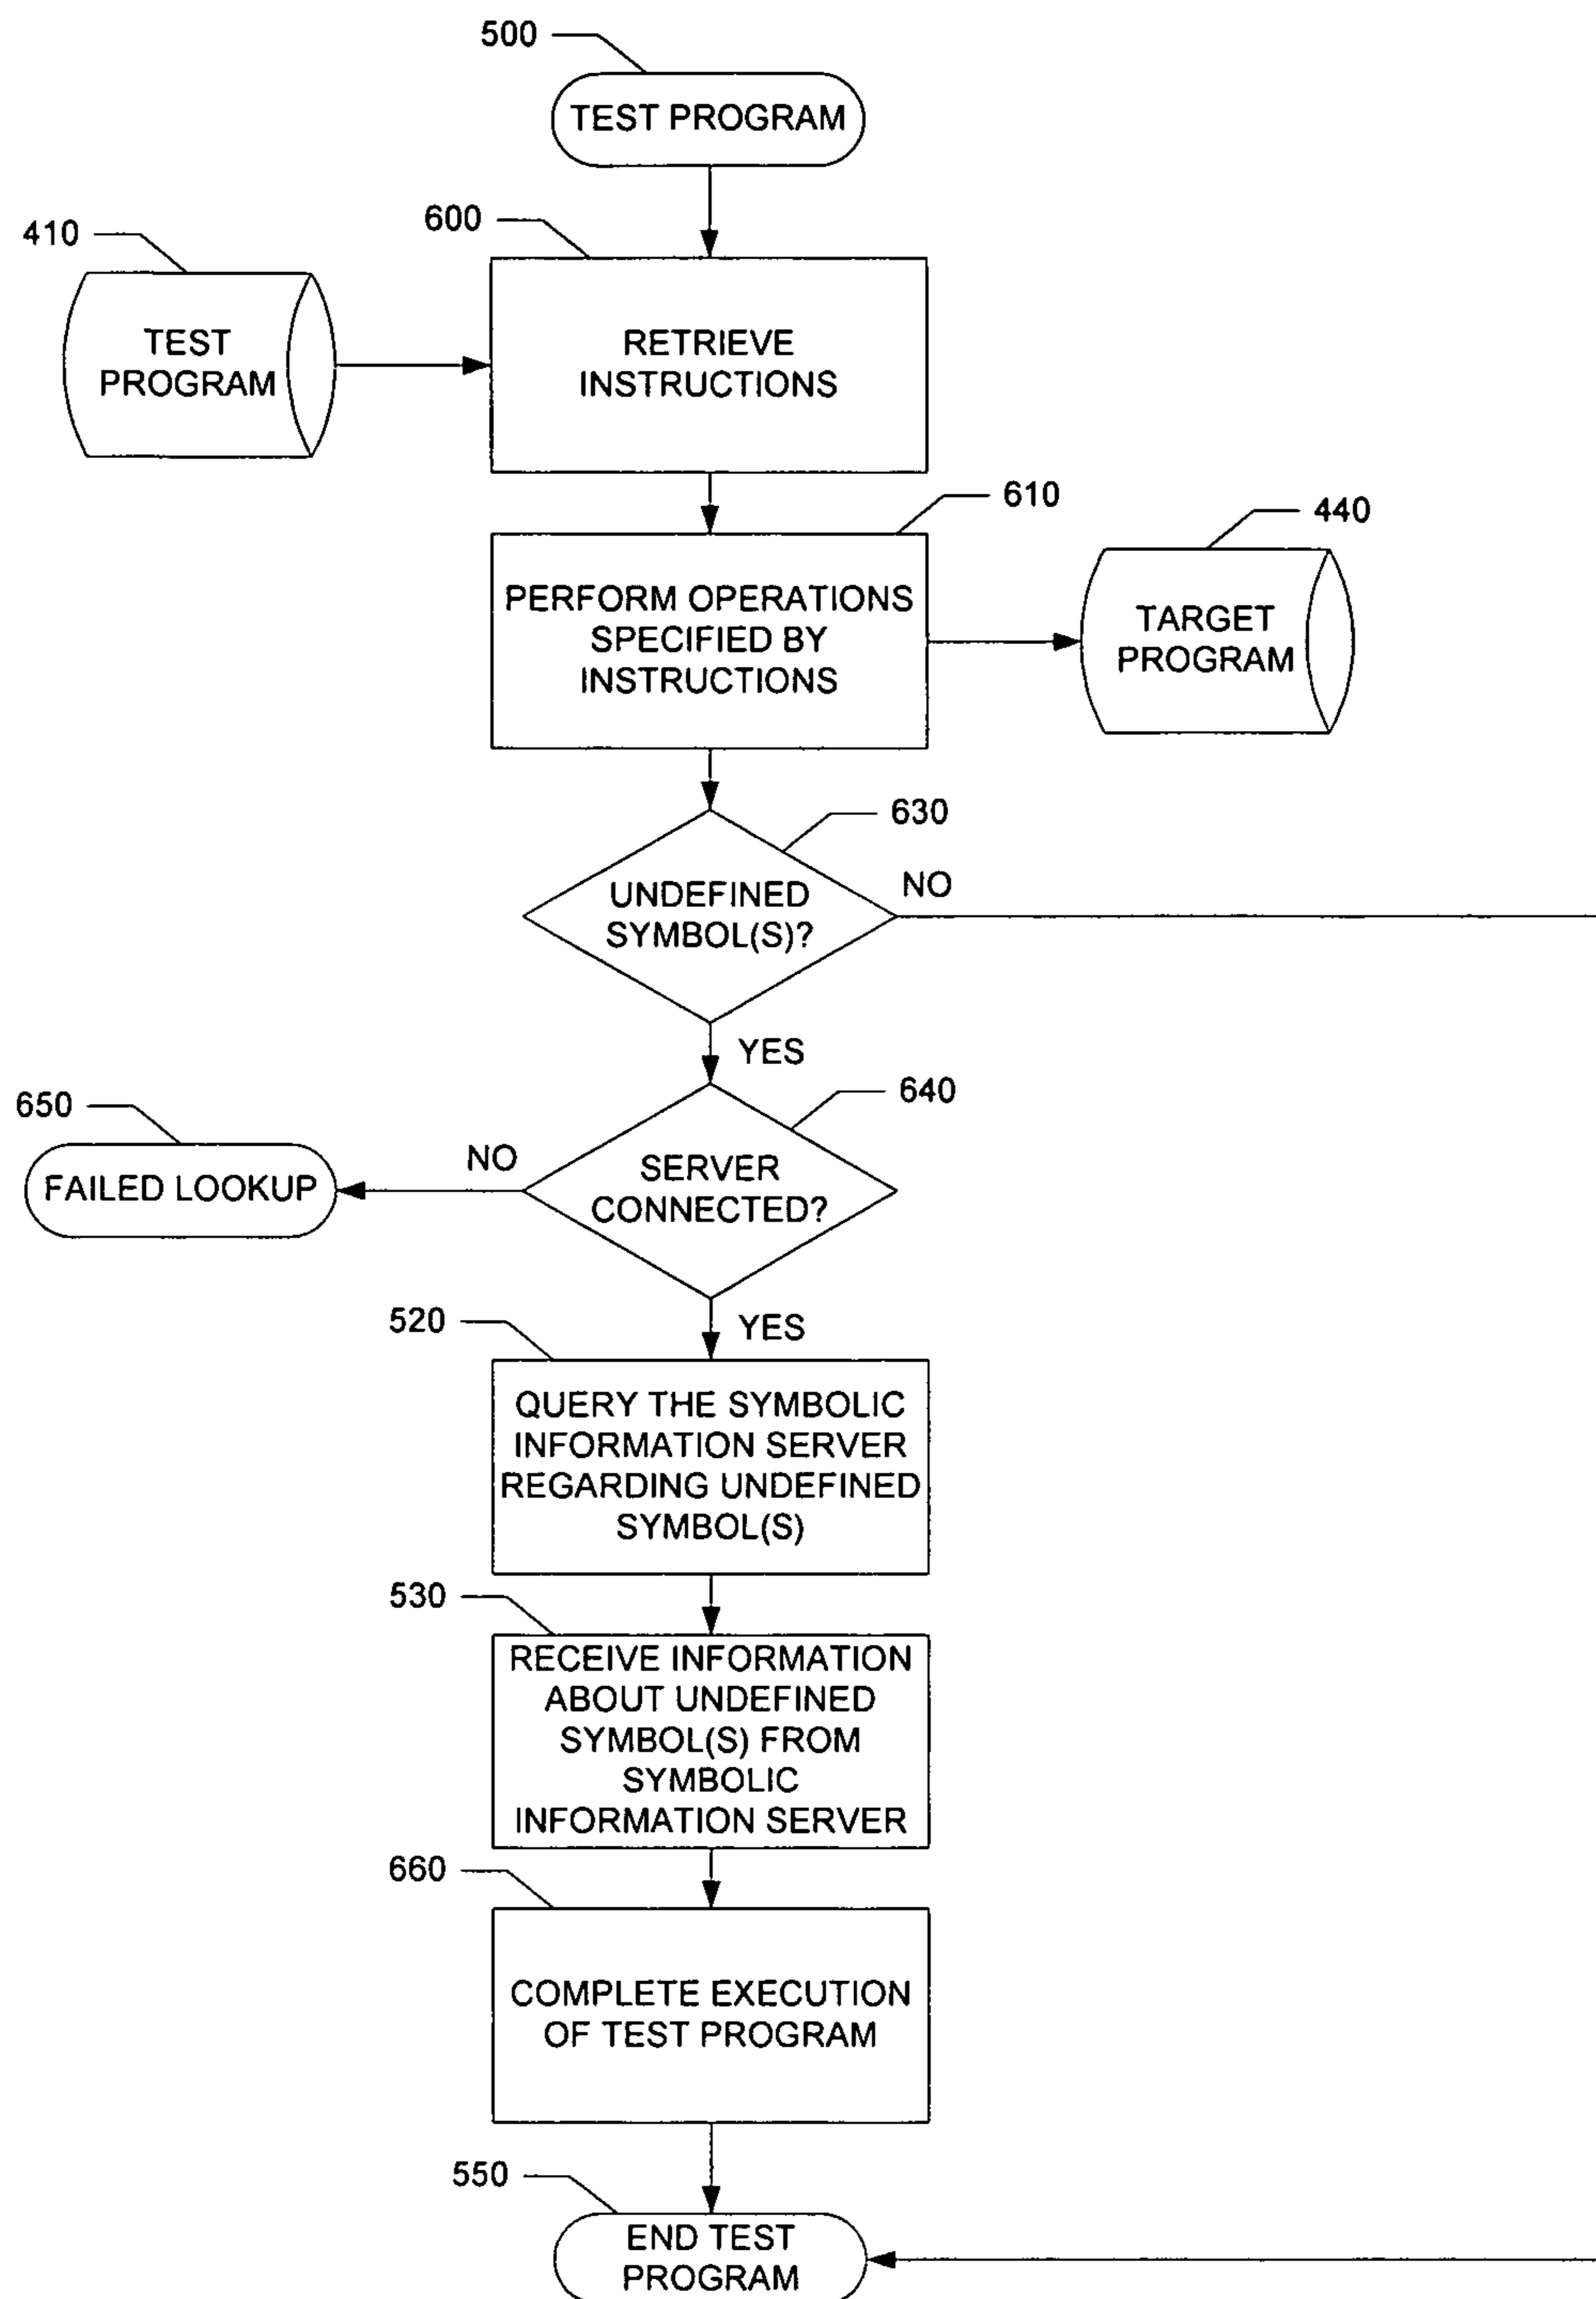 500
TEST PROGRAM
600
410
TEST
PROGRAM
RETRIEVE
INSTRUCTIONS
610
440
PERFORM OPERATIONS
SPECIFIED BY
INSTRUCTIONS
TARGET
PROGRAM
630
UNDEFINED
SYMBOL(S)?
NO
YES
640
650
FAILED LOOKUP
NO
SERVER
CONNECTED?
520
YES
QUERY THE SYMBOLIC
INFORMATION SERVER
REGARDING UNDEFINED
SYMBOL(S)
530
RECEIVE INFORMATION
ABOUT UNDEFINED
SYMBOL(S) FROM
SYMBOLIC
INFORMATION SERVER
660
COMPLETE EXECUTION
OF TEST PROGRAM
550
END TEST
PROGRAM